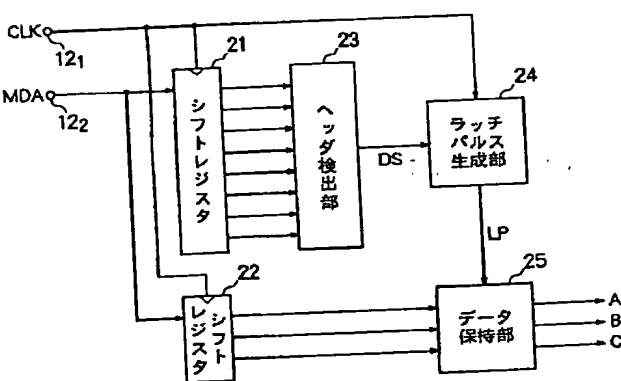 CLK
12₁
MDA
12₂
21
シフトレジスタ
23
ヘッダ検出部
DS
24
ラッチ
パルス
生成部
LP
22
シフト
レジスタ
25
データ
保持部
A
B
C